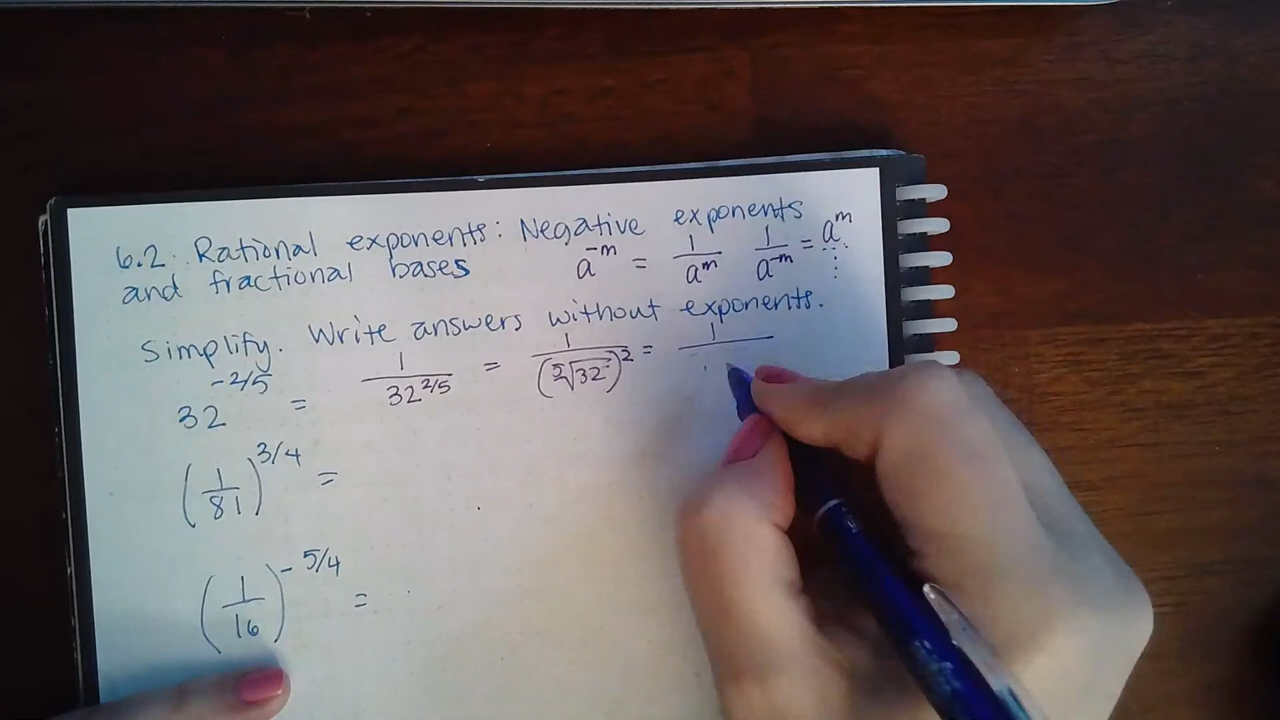 6.2. Rational exponents: Negative exponents
and fractional bases a^-m = 1/a^m 1/a^-m = a^m
Simplify. Write answers without exponents.
32^-2/5 = 1/32^2/5 = 1/(⁵√32)^2 = 1/
(1/81)^3/4 =
(1/16)^-5/4 =